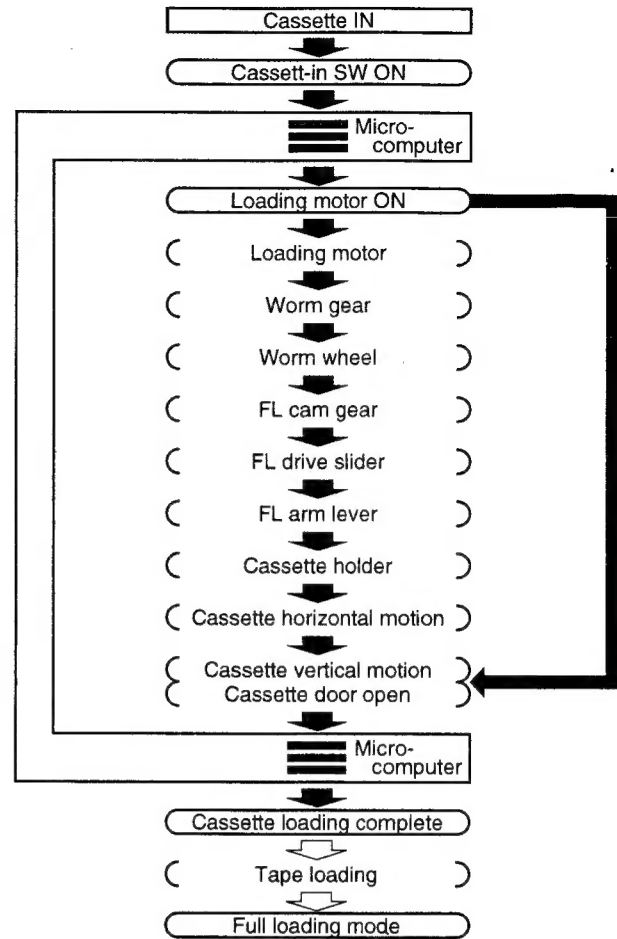 Cassette IN
Cassett-in SW ON
Micro-
computer
Loading motor ON
Loading motor
Worm gear
Worm wheel
FL cam gear
FL drive slider
FL arm lever
Cassette holder
Cassette horizontal motion
Cassette vertical motion
Cassette door open
Micro-
computer
Cassette loading complete
Tape loading
Full loading mode